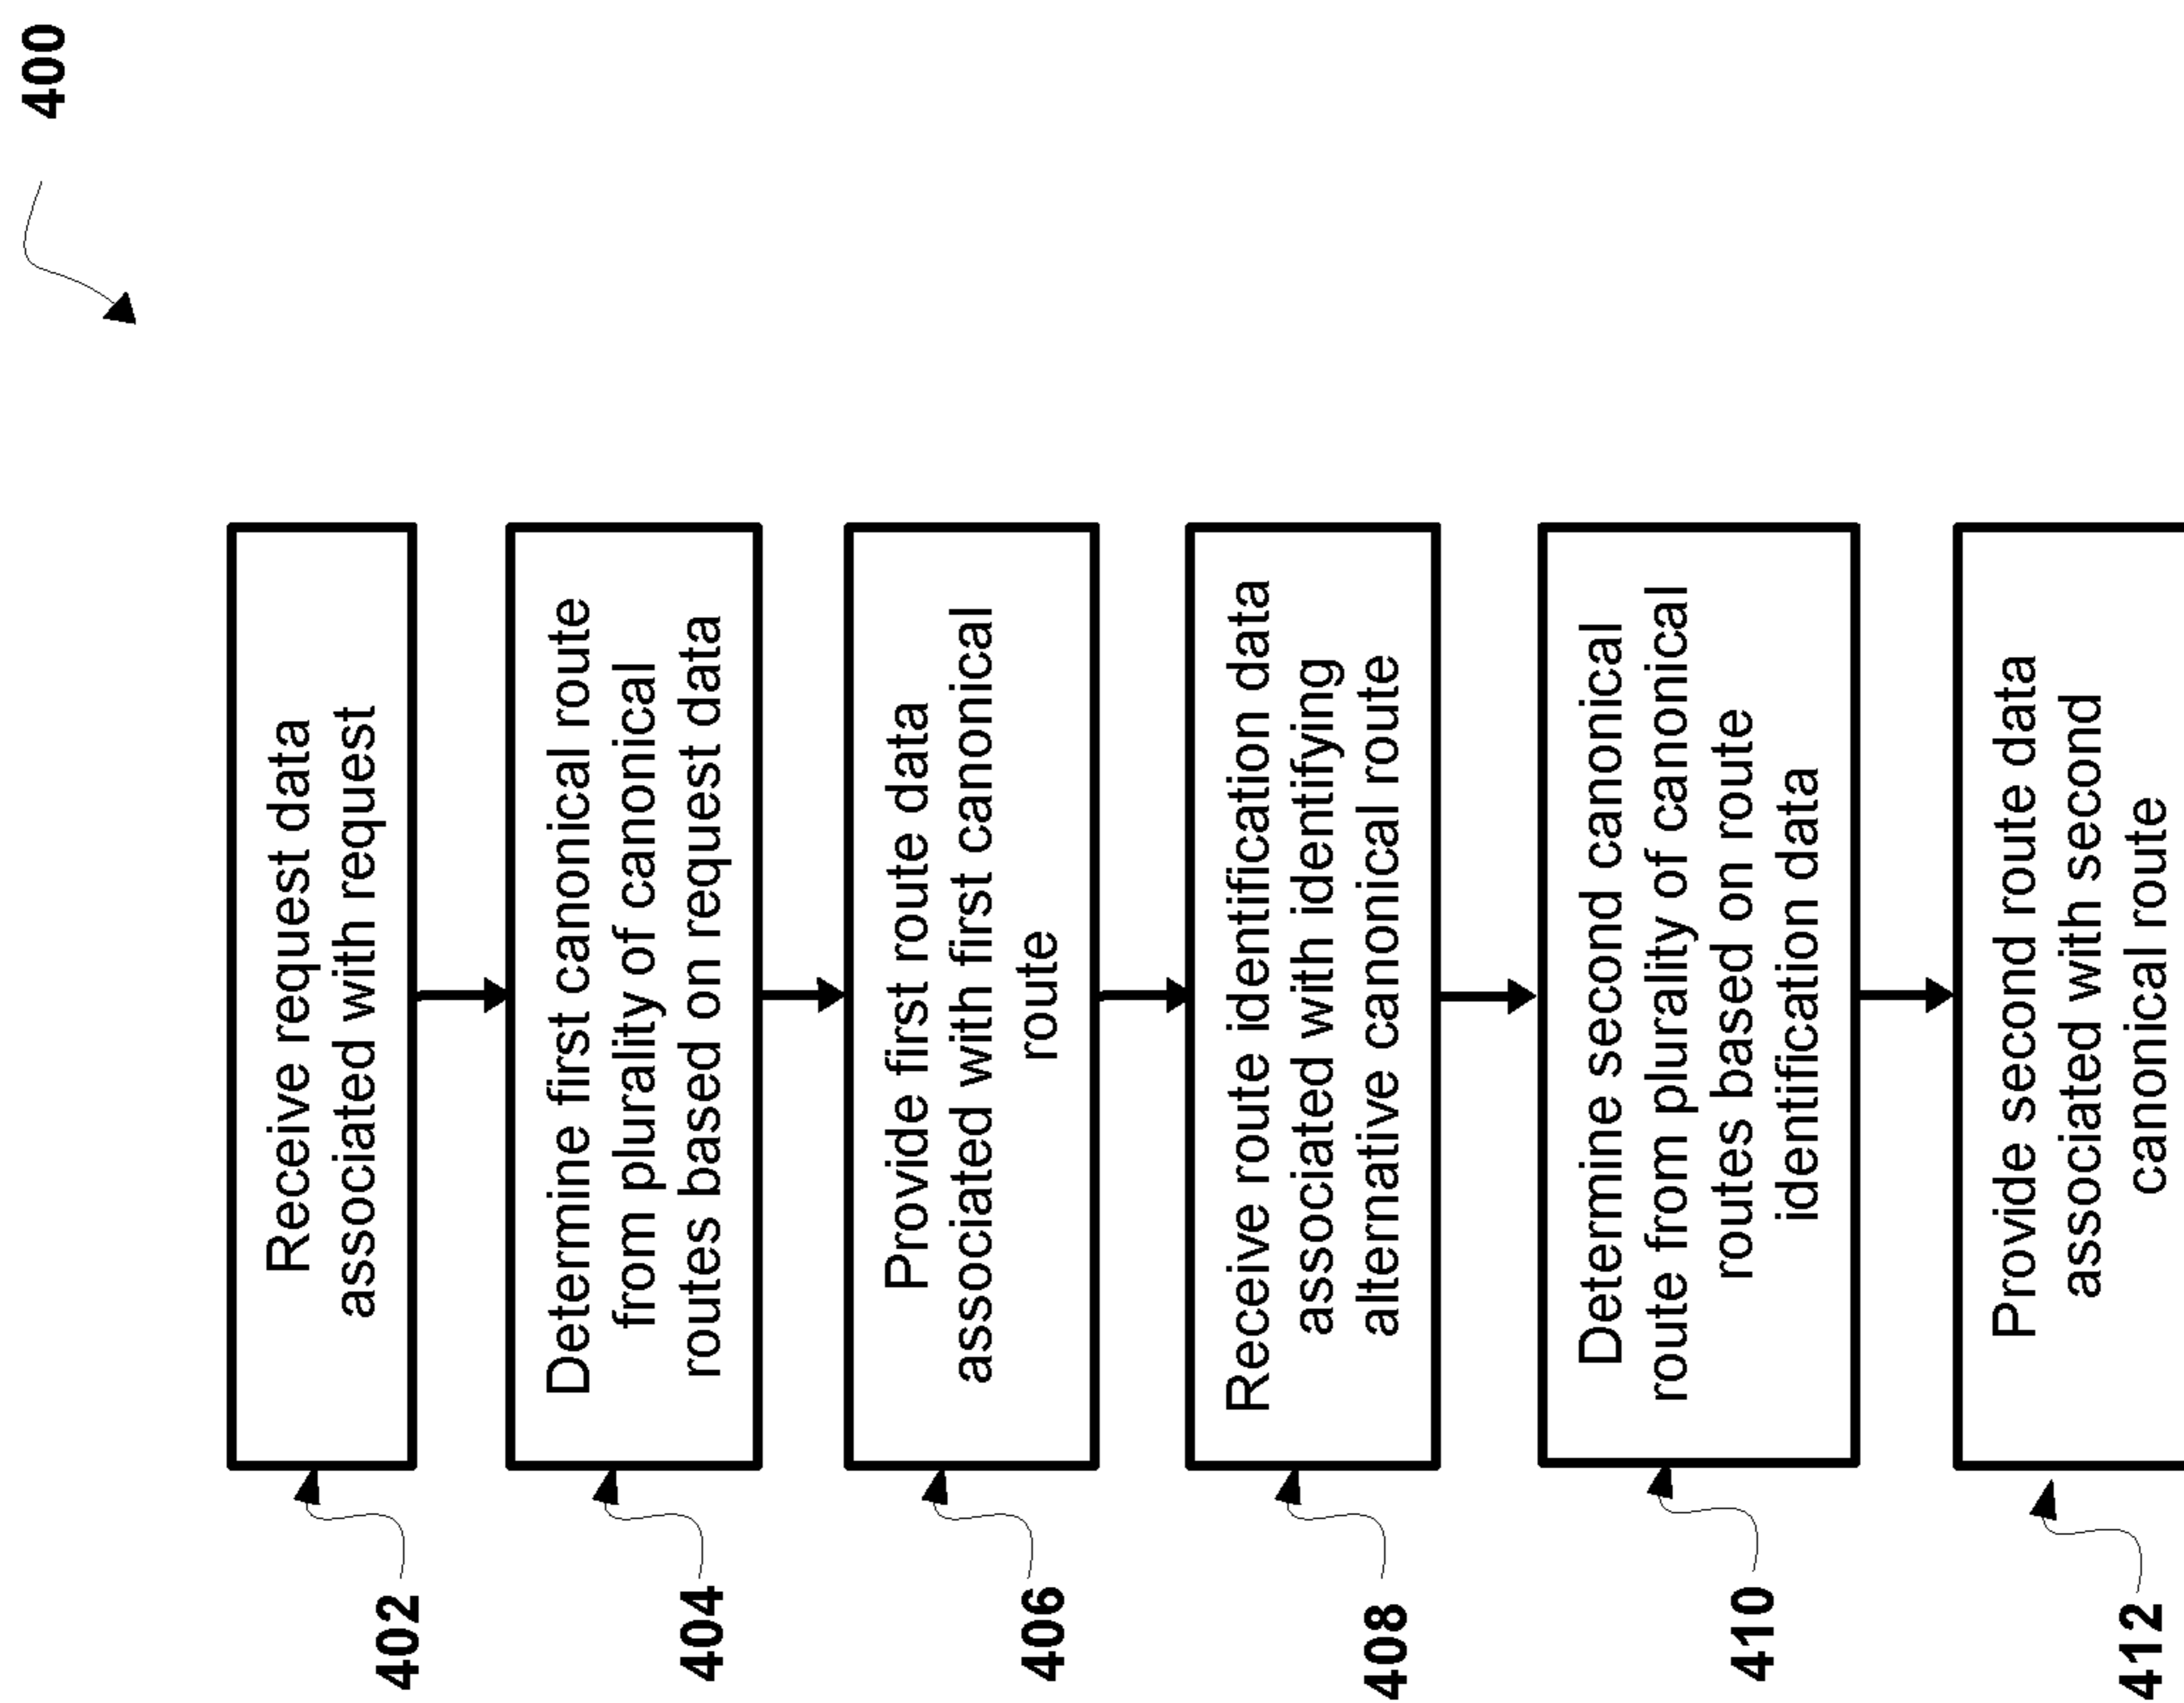 400
402
Receive request data
associated with request
404
Determine first canonical route
from plurality of canonical
routes based on request data
406
Provide first route data
associated with first canonical
route
408
Receive route identification data
associated with identifying
alternative canonical route
410
Determine second canonical
route from plurality of canonical
routes based on route
identification data
412
Provide second route data
associated with second
canonical route